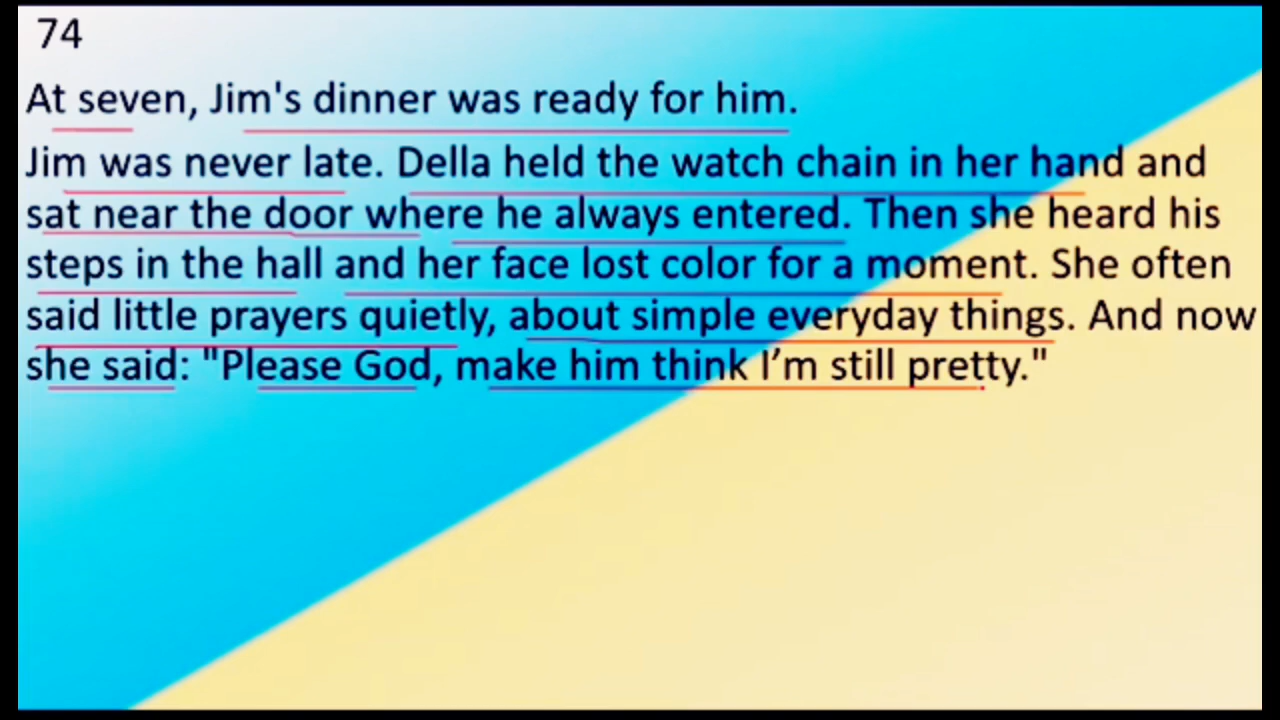 74
At seven, Jim's dinner was ready for him.
Jim was never late. Della held the watch chain in her hand and
sat near the door where he always entered. Then she heard his
steps in the hall and her face lost color for a moment. She often
said little prayers quietly, about simple everyday things. And now
she said: "Please God, make him think I’m still pretty."